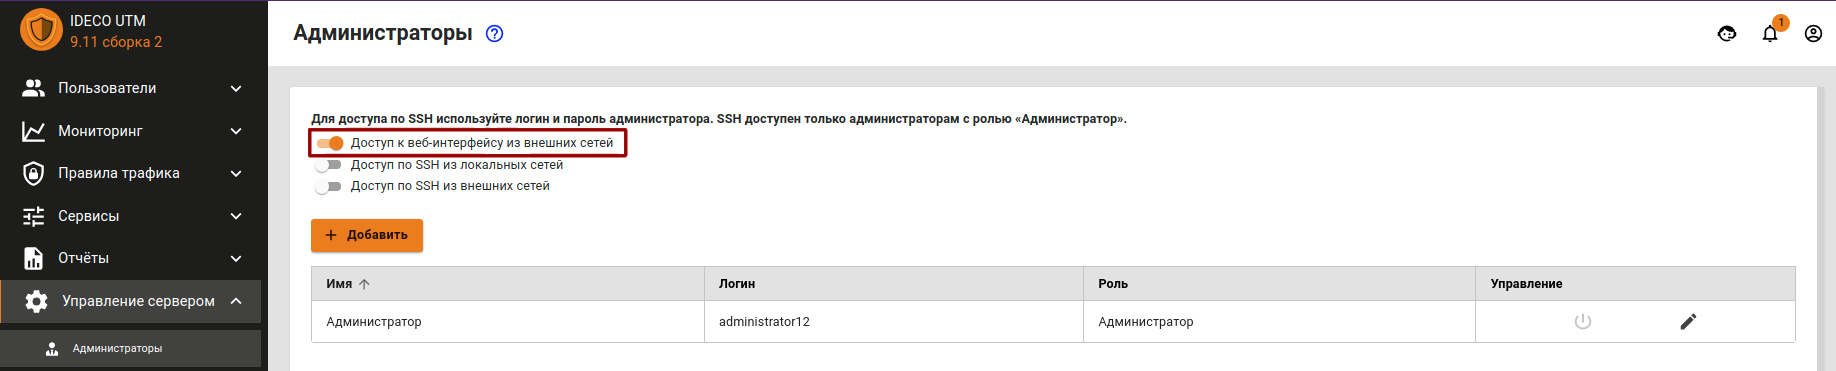 IDECO UTM
9.11 сборка 2
Пользователи
Мониторинг
Правила трафика
Сервисы
Отчёты
Управление сервером
Администраторы
Администраторы
1
Для доступа по SSH используйте логин и пароль администратора. SSH доступен только администраторам с ролью «Администратор».
Доступ к веб-интерфейсу из внешних сетей
Доступ по SSH из локальных сетей
Доступ по SSH из внешних сетей
+ Добавить
Имя Логин Роль Управление
Администратор administrator12 Администратор